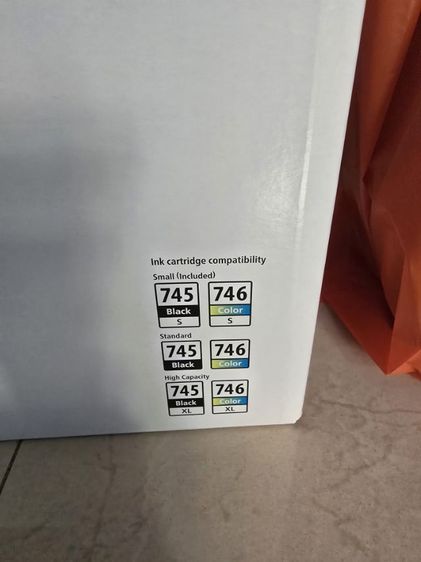 Ink cartridge compatibility
Small (Included)
745 746
Black Color
S S
Standard
745 746
Black Color
High Capacity
745 746
Black Color
XL XL